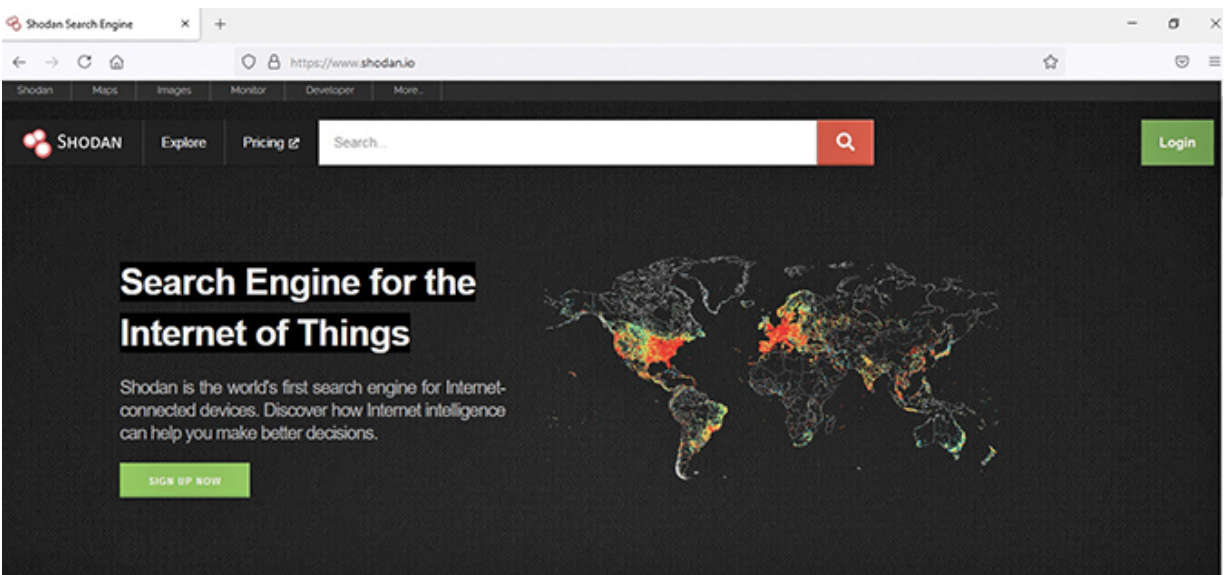 Shodan Search Engine
https://www.shodan.io
Shodan Maps Images Monitor Developer More...
SHODAN Explore Pricing Search... Login
Search Engine for the
Internet of Things
Shodan is the world's first search engine for Internet-
connected devices. Discover how Internet intelligence
can help you make better decisions.
SIGN UP NOW